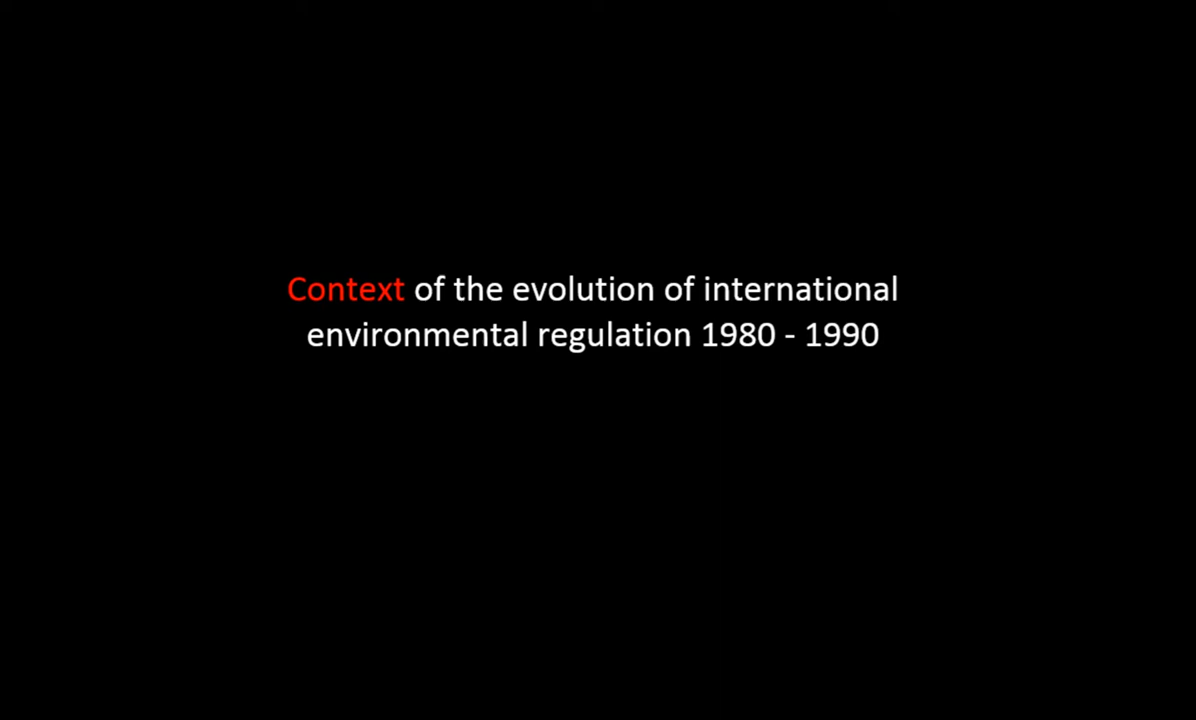 Context of the evolution of international
environmental regulation 1980 - 1990